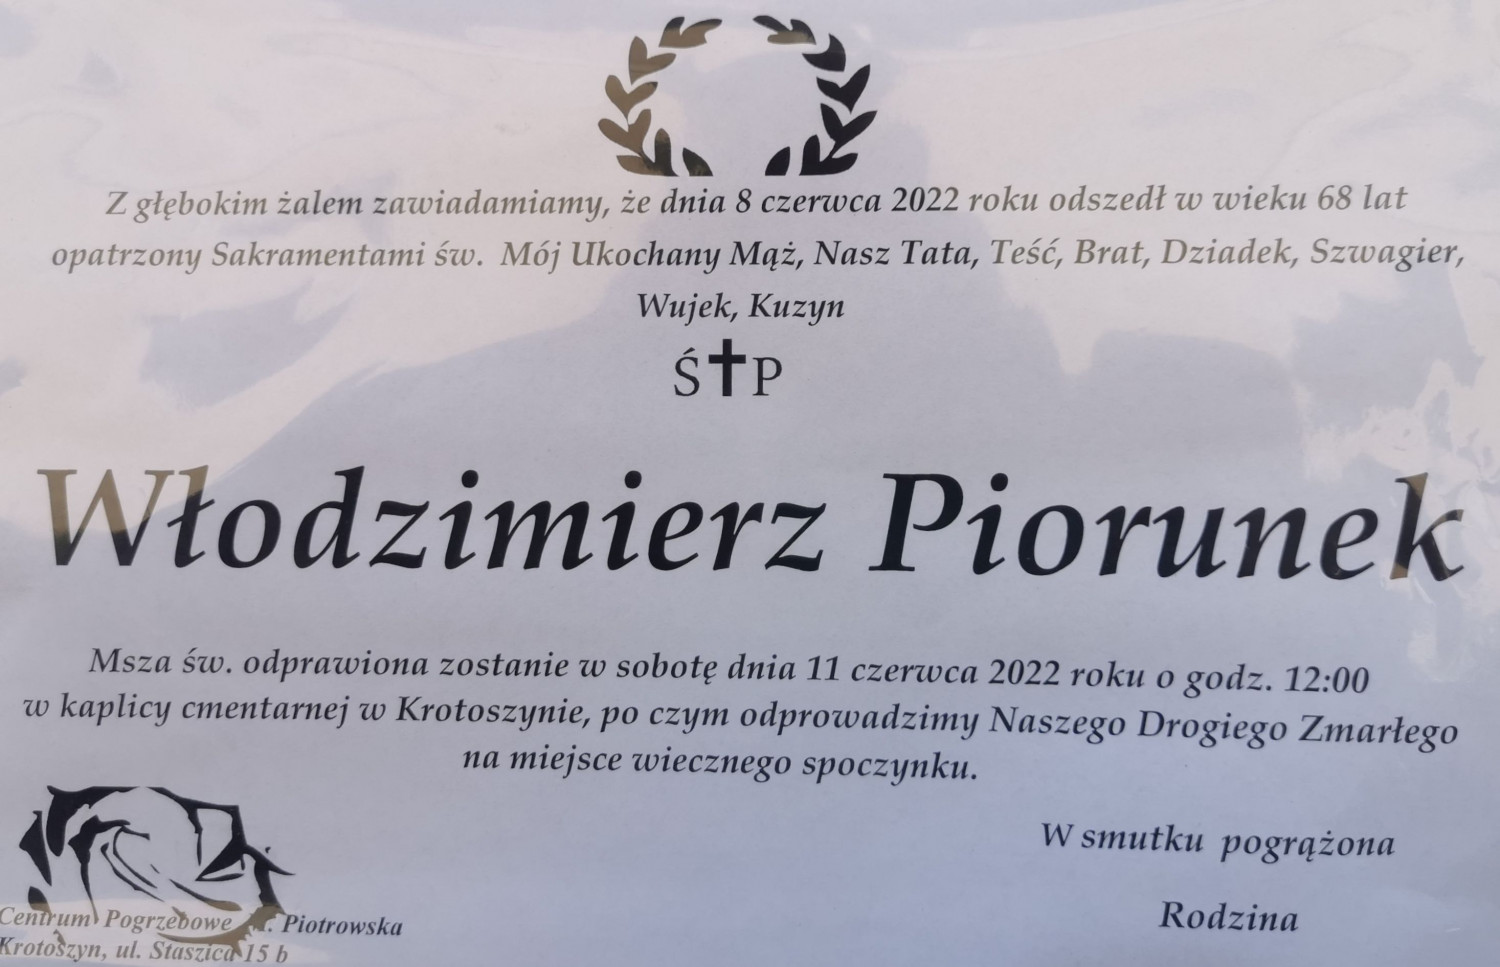 Z głębokim żalem zawiadamiamy, że dnia 8 czerwca 2022 roku odszedł w wieku 68 lat
opatrzony Sakramentami św. Mój Ukochany Mąż, Nasz Tata, Teść, Brat, Dziadek, Szwagier,
Wujek, Kuzyn
Ś✝P
Włodzimierz Piorunek
Msza św. odprawiona zostanie w sobotę dnia 11 czerwca 2022 roku o godz. 12:00
w kaplicy cmentarnej w Krotoszynie, po czym odprowadzimy Naszego Drogiego Zmarłego
na miejsce wiecznego spoczynku.
W smutku pogrążona
Rodzina
Centrum Pogrzebowe Piotrowska
Krotoszyn, ul. Staszica 15 b